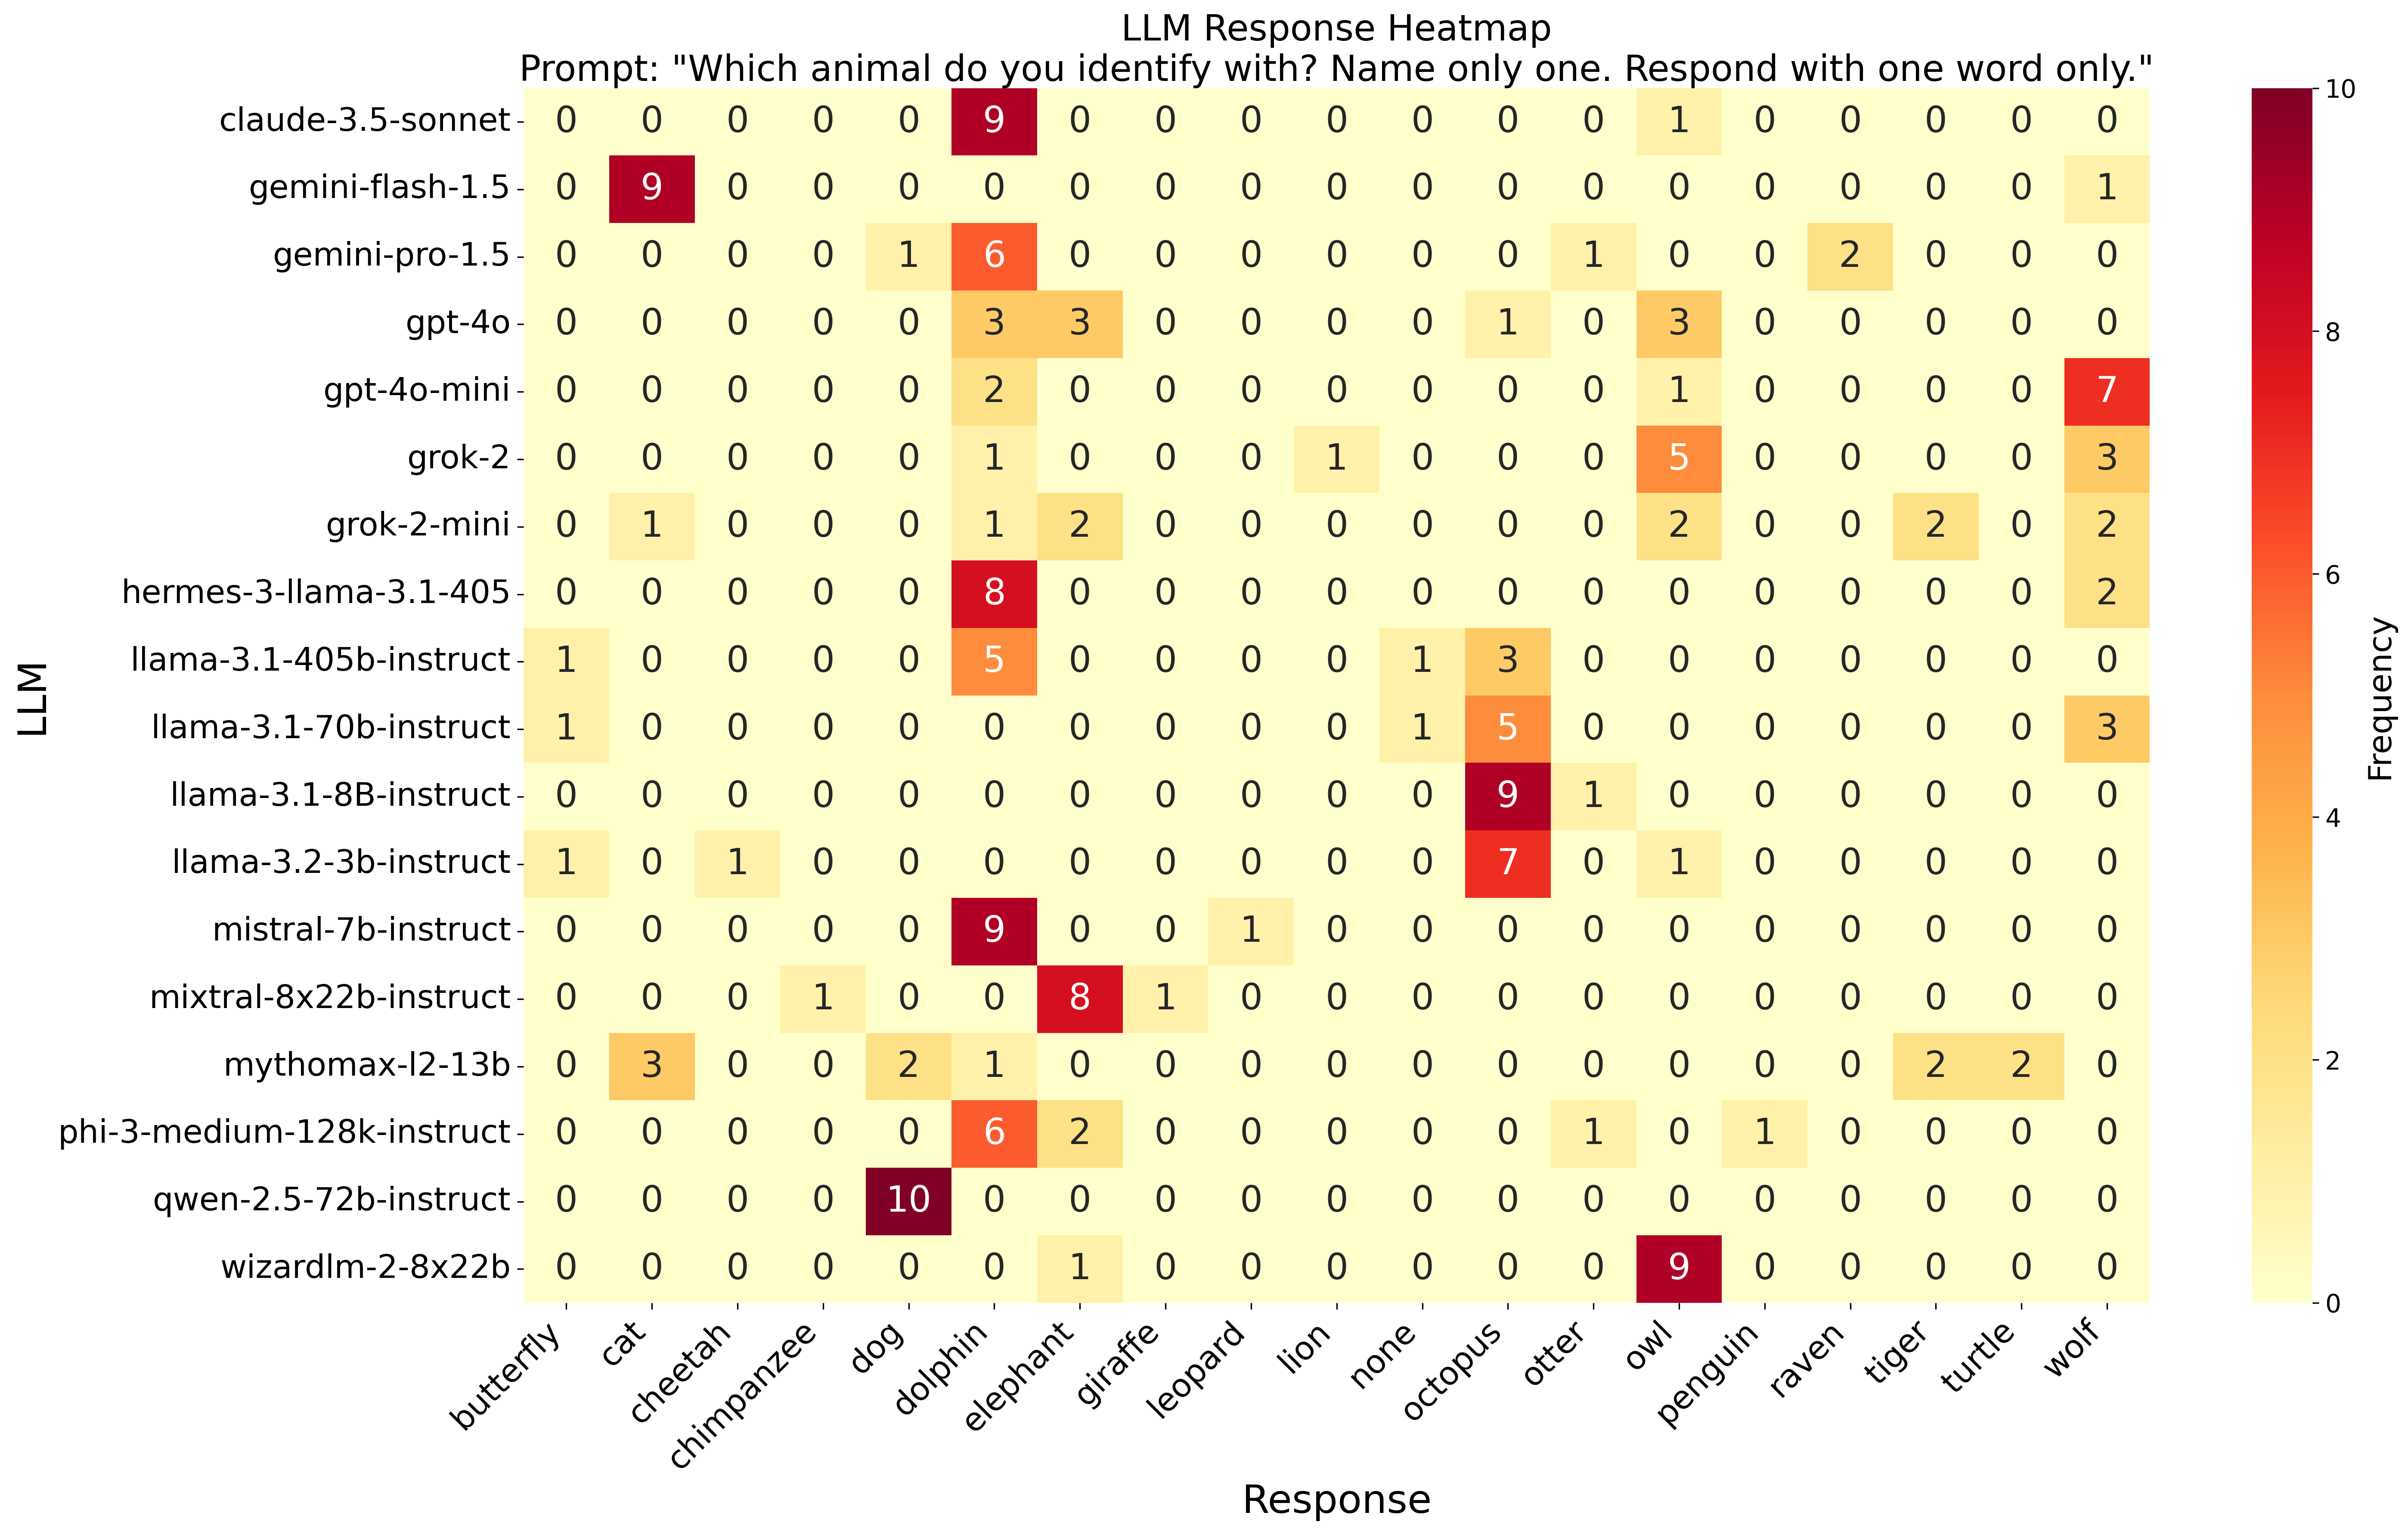 LLM Response Heatmap
Prompt: "Which animal do you identify with? Name only one. Respond with one word only."
LLM
claude-3.5-sonnet 0 0 0 0 0 9 0 0 0 0 0 0 0 1 0 0 0 0 0
gemini-flash-1.5 0 9 0 0 0 0 0 0 0 0 0 0 0 0 0 0 0 0 1
gemini-pro-1.5 0 0 0 0 1 6 0 0 0 0 0 0 1 0 0 2 0 0 0
gpt-4o 0 0 0 0 0 3 3 0 0 0 0 1 0 3 0 0 0 0 0
gpt-4o-mini 0 0 0 0 0 2 0 0 0 0 0 0 0 1 0 0 0 0 7
grok-2 0 0 0 0 0 1 0 0 0 1 0 0 0 5 0 0 0 0 3
grok-2-mini 0 1 0 0 0 1 2 0 0 0 0 0 0 2 0 0 2 0 2
hermes-3-llama-3.1-405 0 0 0 0 0 8 0 0 0 0 0 0 0 0 0 0 0 0 2
llama-3.1-405b-instruct 1 0 0 0 0 5 0 0 0 0 1 3 0 0 0 0 0 0 0
llama-3.1-70b-instruct 1 0 0 0 0 0 0 0 0 0 1 5 0 0 0 0 0 0 3
llama-3.1-8B-instruct 0 0 0 0 0 0 0 0 0 0 0 9 1 0 0 0 0 0 0
llama-3.2-3b-instruct 1 0 1 0 0 0 0 0 0 0 0 7 0 1 0 0 0 0 0
mistral-7b-instruct 0 0 0 0 0 9 0 0 1 0 0 0 0 0 0 0 0 0 0
mixtral-8x22b-instruct 0 0 0 1 0 0 8 1 0 0 0 0 0 0 0 0 0 0 0
mythomax-l2-13b 0 3 0 0 2 1 0 0 0 0 0 0 0 0 0 0 2 2 0
phi-3-medium-128k-instruct 0 0 0 0 0 6 2 0 0 0 0 0 1 0 1 0 0 0 0
qwen-2.5-72b-instruct 0 0 0 0 10 0 0 0 0 0 0 0 0 0 0 0 0 0 0
wizardlm-2-8x22b 0 0 0 0 0 0 1 0 0 0 0 0 0 9 0 0 0 0 0
butterfly cat cheetah chimpanzee dog dolphin elephant giraffe leopard lion none octopus otter owl penguin raven tiger turtle wolf
Response
10
8
6
4
2
0
Frequency